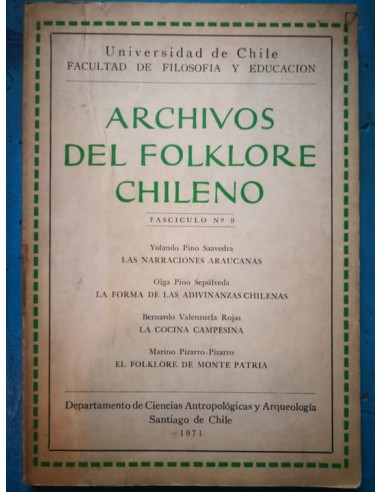 Universidad de Chile
FACULTAD DE FILOSOFIA Y EDUCACION
ARCHIVOS
DEL FOLKLORE
CHILENO
FASCICULO Nº 9
Yolando Pino Saavedra
LAS NARRACIONES ARAUCANAS
Olga Pino Sepúlveda
LA FORMA DE LAS ADIVINANZAS CHILENAS
Bernardo Valenzuela Rojas
LA COCINA CAMPESINA
Marino Pizarro-Pizarro
EL FOLKLORE DE MONTE PATRIA
Departamento de Ciencias Antropológicas y Arqueología
Santiago de Chile
1971